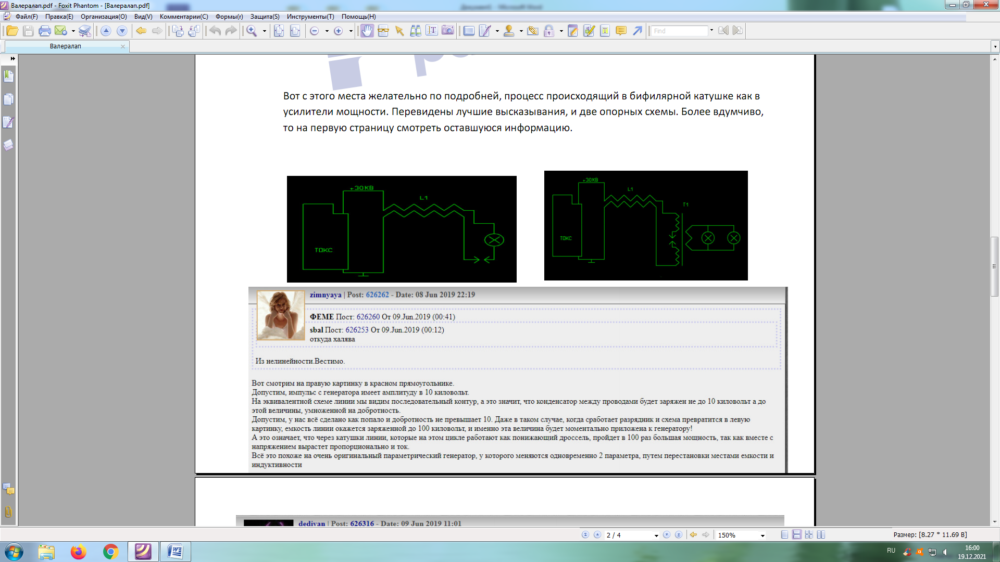 Валералап.pdf - Foxit Phantom - [Валералап.pdf]
Файл(F) Правка(E) Организация(O) Вид(V) Комментарии(C) Формы(r) Защита(S) Инструменты(T) Помощь(H)
Find
Валералап
Вот с этого места желательно по подробней, процесс происходящий в бифилярной катушке как в
усилители мощности. Перевидены лучшие высказывания, и две опорных схемы. Более вдумчиво,
то на первую страницу смотреть оставшуюся информацию.
+30КВ
L1
ТОКС
+30КВ
L1
Т1
ТОКС
zimnyaya | Post: 626262 - Date: 08 Jun 2019 22:19
ФЕМЕ Пост: 626260 От 09.Jun.2019 (00:41)
sbal Пост: 626253 От 09.Jun.2019 (00:12)
откуда халява
Из нелинейности.Вестимо.
Вот смотрим на правую картинку в красном прямоугольнике.
Допустим, импульс с генератора имеет амплитуду в 10 киловольт.
На эквивалентной схеме линии мы видим последовательный контур, а это значит, что конденсатор между проводами будет заряжен не до 10 киловольт а до
этой величины, умноженной на добротность.
Допустим, у нас всё сделано как попало и добротность не превышает 10. Даже в таком случае, когда сработает разрядник и схема превратится в левую
картинку, емкость линии окажется заряженной до 100 киловольт, и именно эта величина будет моментально приложена к генератору!
А это означает, что через катушки линии, которые на этом цикле работают как понижающий дроссель, пройдет в 100 раз большая мощность, так как вместе с
напряжением вырастет пропорционально и ток.
Всё это похоже на очень оригинальный параметрический генератор, у которого меняются одновременно 2 параметра, путем перестановки местами емкости и
индуктивности
dedivan | Post: 626316 - Date: 09 Jun 2019 11:01
2 / 4
150%
Размер: [8.27 * 11.69 В]
RU
16:00
19.12.2021